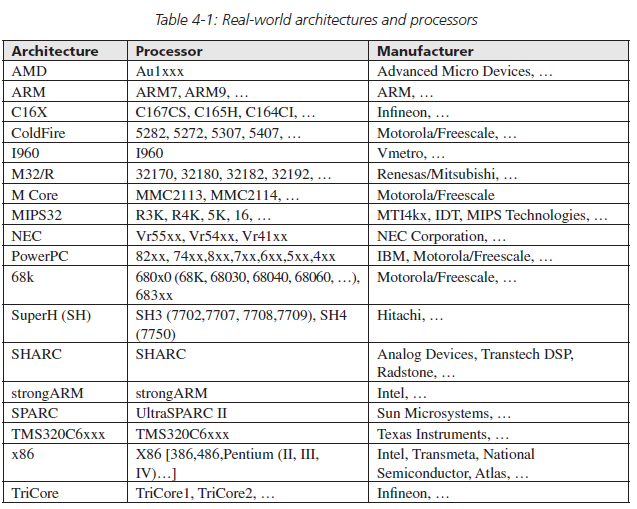 Table 4-1: Real-world architectures and processors
Architecture Processor Manufacturer
AMD Au1xxx Advanced Micro Devices, …
ARM ARM7, ARM9, … ARM, …
C16X C167CS, C165H, C164CI, … Infineon, …
ColdFire 5282, 5272, 5307, 5407, … Motorola/Freescale, …
I960 I960 Vmetro, …
M32/R 32170, 32180, 32182, 32192, … Renesas/Mitsubishi, …
M Core MMC2113, MMC2114, … Motorola/Freescale
MIPS32 R3K, R4K, 5K, 16, … MTI4kx, IDT, MIPS Technologies, …
NEC Vr55xx, Vr54xx, Vr41xx NEC Corporation, …
PowerPC 82xx, 74xx,8xx,7xx,6xx,5xx,4xx IBM, Motorola/Freescale, …
68k 680x0 (68K, 68030, 68040, 68060, …), Motorola/Freescale, …
683xx
SuperH (SH) SH3 (7702,7707, 7708,7709), SH4 Hitachi, …
(7750)
SHARC SHARC Analog Devices, Transtech DSP,
Radstone, …
strongARM strongARM Intel, …
SPARC UltraSPARC II Sun Microsystems, …
TMS320C6xxx TMS320C6xxx Texas Instruments, …
x86 X86 [386,486,Pentium (II, III, Intel, Transmeta, National
IV)…] Semiconductor, Atlas, …
TriCore TriCore1, TriCore2, … Infineon, …